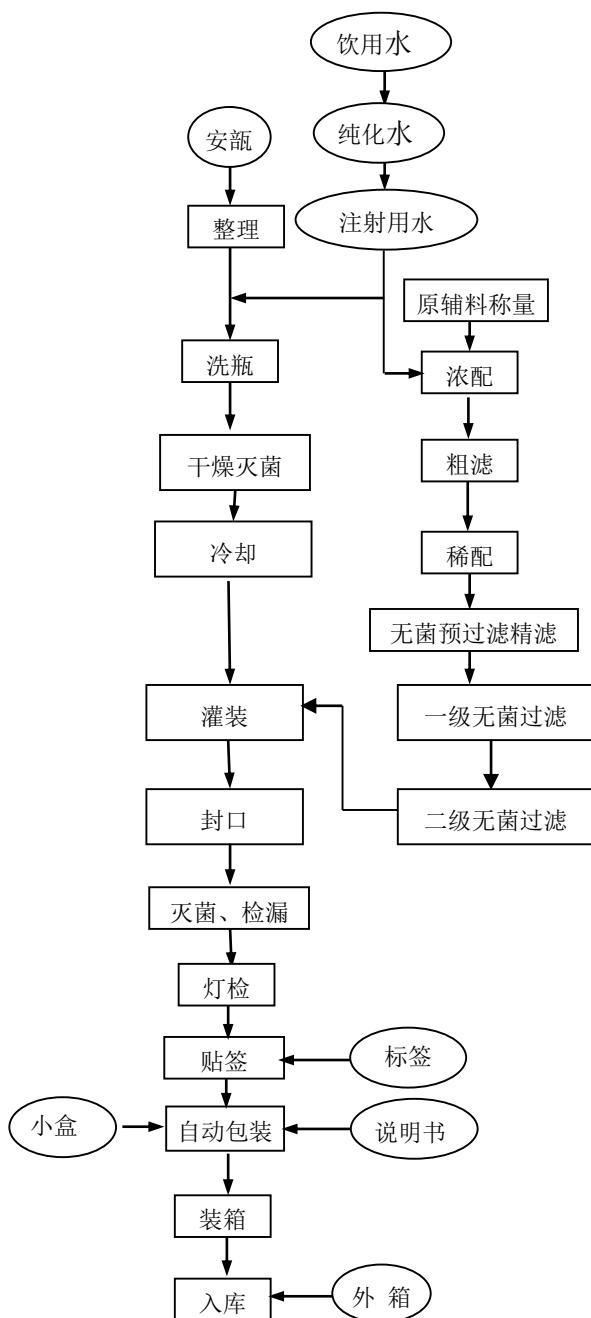 饮用水
纯化水
安瓿
整理
注射用水
原辅料称量
洗瓶
浓配
干燥灭菌
粗滤
冷却
稀配
无菌预过滤精滤
灌装
一级无菌过滤
封口
二级无菌过滤
灭菌、检漏
灯检
贴签
标签
小盒
自动包装
说明书
装箱
入库
外 箱